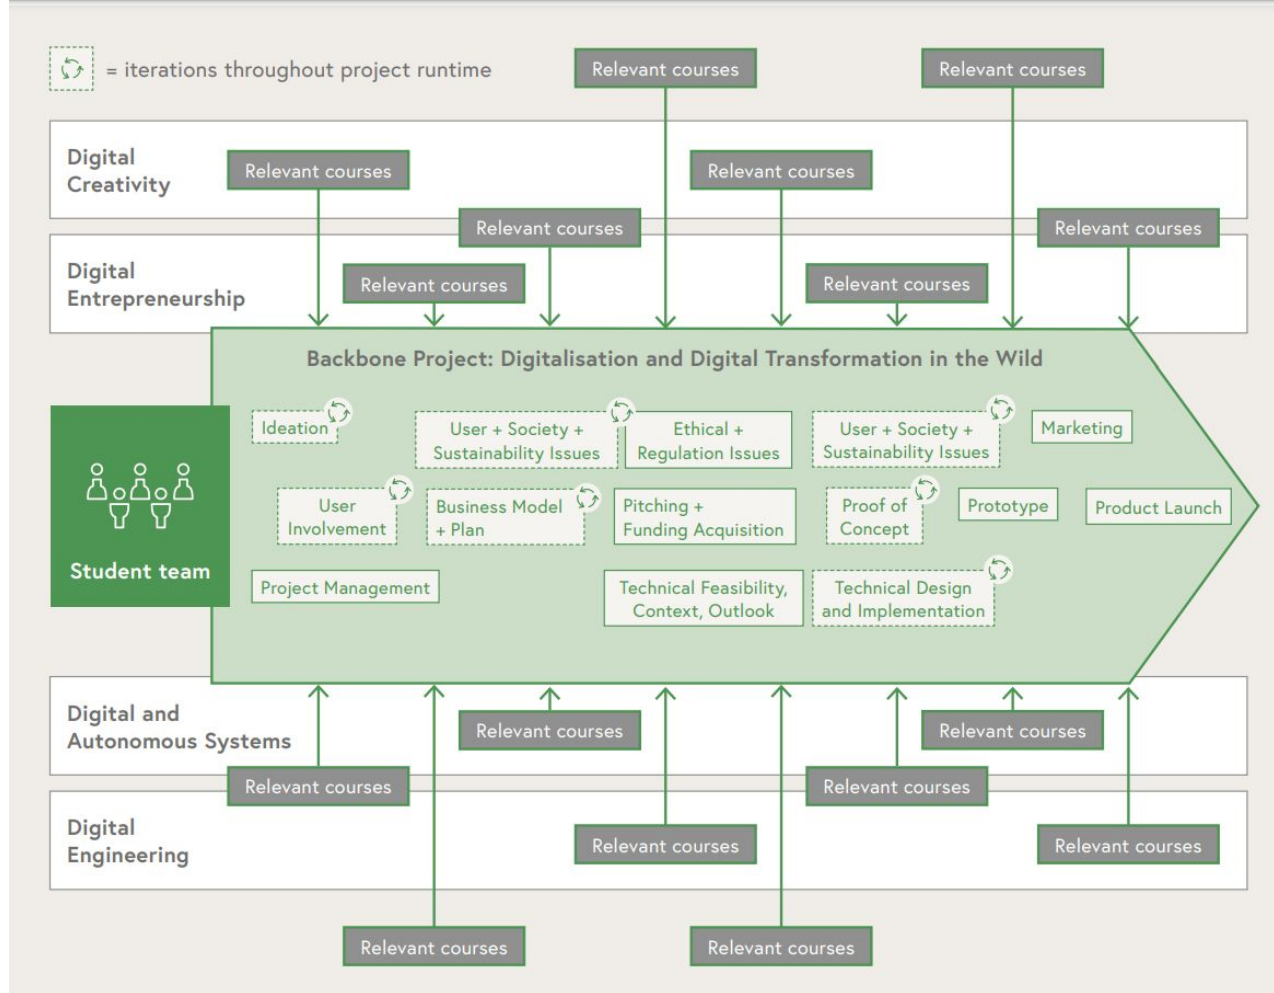 = iterations throughout project runtime
Relevant courses
Relevant courses
Digital
Creativity
Relevant courses
Relevant courses
Relevant courses
Relevant courses
Digital
Entrepreneurship
Relevant courses
Relevant courses
Backbone Project: Digitalisation and Digital Transformation in the Wild
Ideation
User + Society +
Sustainability Issues
Ethical +
Regulation Issues
User + Society +
Sustainability Issues
Marketing
User
Involvement
Business Model
+ Plan
Pitching +
Funding Acquisition
Proof of
Concept
Prototype
Product Launch
Student team
Project Management
Technical Feasibility,
Context, Outlook
Technical Design
and Implementation
Digital and
Autonomous Systems
Relevant courses
Relevant courses
Relevant courses
Relevant courses
Digital
Engineering
Relevant courses
Relevant courses
Relevant courses
Relevant courses